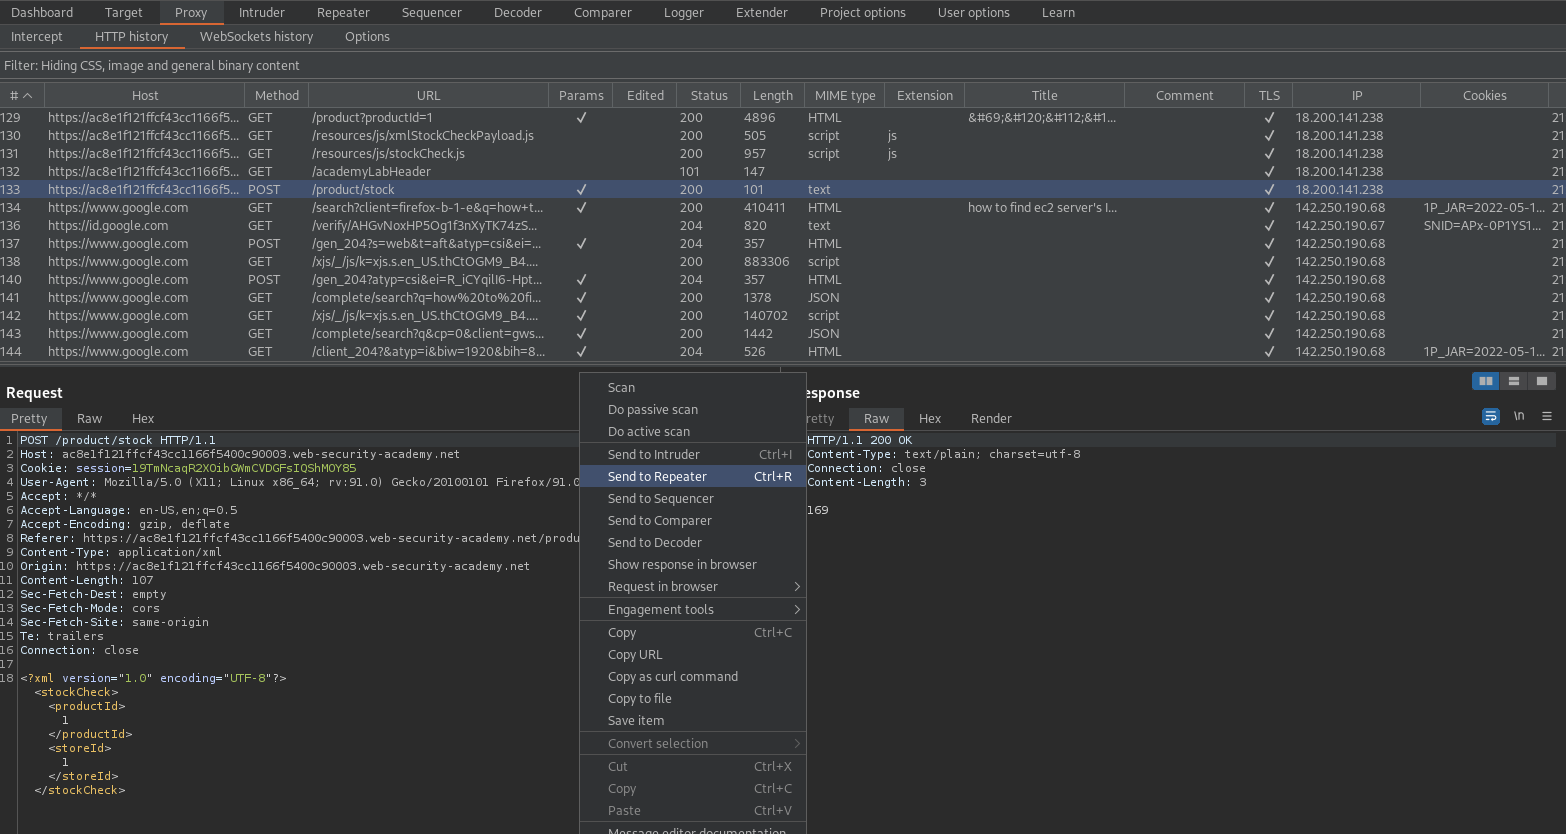 Dashboard Target Proxy Intruder Repeater Sequencer Decoder Comparer Logger Extender Project options User options Learn
Intercept HTTP history WebSockets history Options
Filter: Hiding CSS, image and general binary content
# Host Method URL Params Edited Status Length MIME type Extension Title Comment TLS IP Cookies
129 https://ac8e1f121ffcf43cc1166f5... GET /product?productId=1 ✓ 200 4896 HTML &#69;&#120;&#112;&#1... ✓ 18.200.141.238 21
130 https://ac8e1f121ffcf43cc1166f5... GET /resources/js/xmlStockCheckPayload.js 200 505 script js ✓ 18.200.141.238 21
131 https://ac8e1f121ffcf43cc1166f5... GET /resources/js/stockCheck.js 200 957 script js ✓ 18.200.141.238 21
132 https://ac8e1f121ffcf43cc1166f5... GET /academyLabHeader 101 147 ✓ 18.200.141.238 21
133 https://ac8e1f121ffcf43cc1166f5... POST /product/stock ✓ 200 101 text ✓ 18.200.141.238 21
134 https://www.google.com GET /search?client=firefox-b-1-e&q=how+t... ✓ 200 410411 HTML how to find ec2 server's I... ✓ 142.250.190.68 1P_JAR=2022-05-1... 21
136 https://id.google.com GET /verify/AHGvNoxHP5Og1f3nXyTK74zS... 204 820 text ✓ 142.250.190.67 SNID=APx-0P1YS1... 21
137 https://www.google.com POST /gen_204?s=web&t=aft&atyp=csi&ei=... ✓ 204 357 HTML ✓ 142.250.190.68 21
138 https://www.google.com GET /xjs/_/js/k=xjs.s.en_US.thCtOGM9_B4.... 200 883306 script ✓ 142.250.190.68 21
140 https://www.google.com POST /gen_204?atyp=csi&ei=R_iCYqilI6-Hpt... ✓ 204 357 HTML ✓ 142.250.190.68 21
141 https://www.google.com GET /complete/search?q=how%20to%20fi... ✓ 200 1378 JSON ✓ 142.250.190.68 21
142 https://www.google.com GET /xjs/_/js/k=xjs.s.en_US.thCtOGM9_B4.... ✓ 200 140702 script ✓ 142.250.190.68 21
143 https://www.google.com GET /complete/search?q&cp=0&client=gws... ✓ 200 1442 JSON ✓ 142.250.190.68 21
144 https://www.google.com GET /client_204?&atyp=i&biw=1920&bih=8... ✓ 204 526 HTML ✓ 142.250.190.68 1P_JAR=2022-05-1... 21
Request
Pretty Raw Hex
1 POST /product/stock HTTP/1.1
2 Host: ac8e1f121ffcf43cc1166f5400c90003.web-security-academy.net
3 Cookie: session=19TmNcaqR2XOibGWmCVDGFsIQShMOY85
4 User-Agent: Mozilla/5.0 (X11; Linux x86_64; rv:91.0) Gecko/20100101 Firefox/91.0
5 Accept: */*
6 Accept-Language: en-US,en;q=0.5
7 Accept-Encoding: gzip, deflate
8 Referer: https://ac8e1f121ffcf43cc1166f5400c90003.web-security-academy.net/produ
9 Content-Type: application/xml
10 Origin: https://ac8e1f121ffcf43cc1166f5400c90003.web-security-academy.net
11 Content-Length: 107
12 Sec-Fetch-Dest: empty
13 Sec-Fetch-Mode: cors
14 Sec-Fetch-Site: same-origin
15 Te: trailers
16 Connection: close
17
18 <?xml version="1.0" encoding="UTF-8"?>
<stockCheck>
<productId>
1
</productId>
<storeId>
1
</storeId>
</stockCheck>
Scan
Do passive scan
Do active scan
Send to Intruder Ctrl+I
Send to Repeater Ctrl+R
Send to Sequencer
Send to Comparer
Send to Decoder
Show response in browser
Request in browser >
Engagement tools >
Copy Ctrl+C
Copy URL
Copy as curl command
Copy to file
Save item
Convert selection >
Cut Ctrl+X
Copy Ctrl+C
Paste Ctrl+V
Message editor documentation
esponse
retty Raw Hex Render \n
HTTP/1.1 200 OK
Content-Type: text/plain; charset=utf-8
Connection: close
Content-Length: 3
169